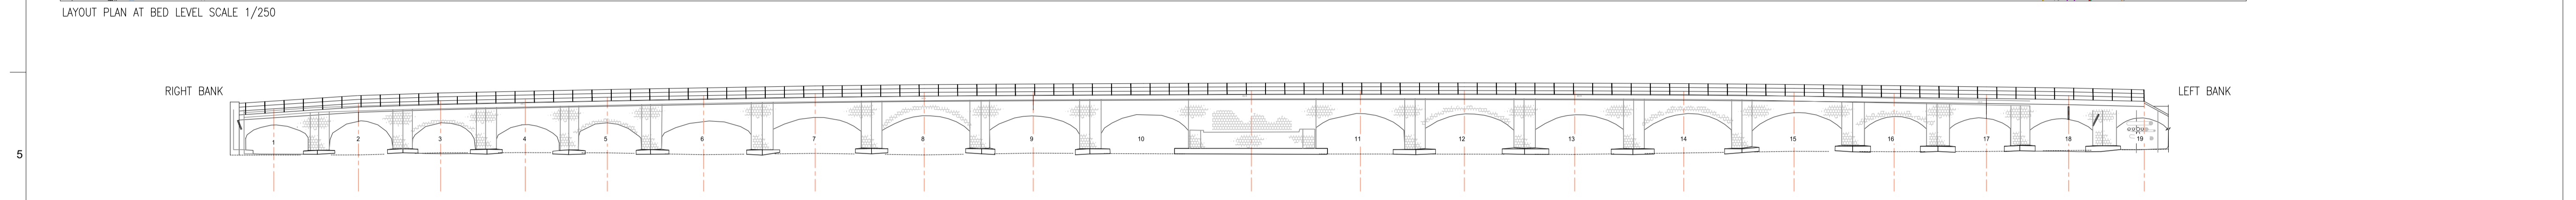 LAYOUT PLAN AT BED LEVEL SCALE 1/250
RIGHT BANK
LEFT BANK
1 2 3 4 5 6 7 8 9 10 11 12 13 14 15 16 17 18 19
5